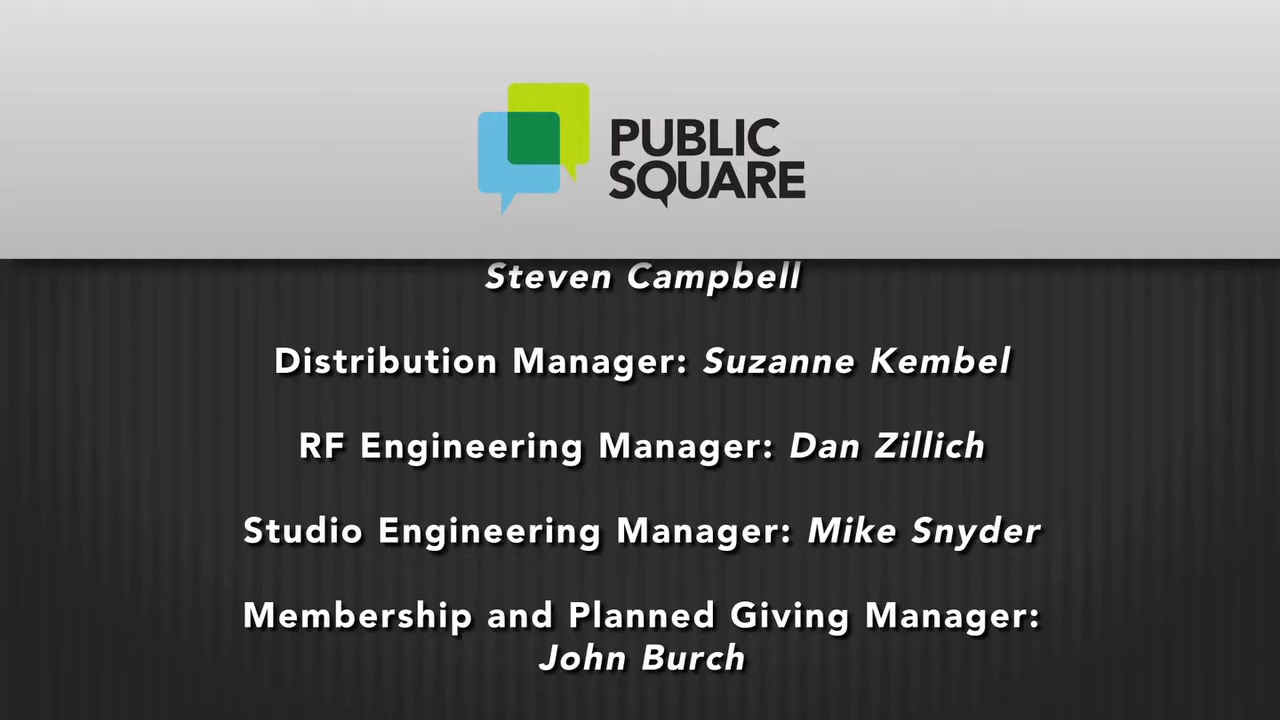 PUBLIC
SQUARE
Steven Campbell
Distribution Manager: Suzanne Kembel
RF Engineering Manager: Dan Zillich
Studio Engineering Manager: Mike Snyder
Membership and Planned Giving Manager:
John Burch